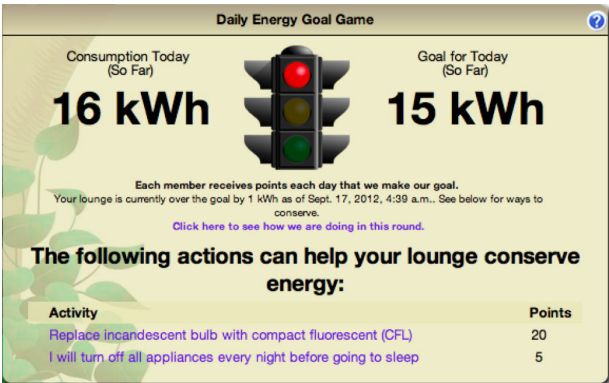 Daily Energy Goal Game
?
Consumption Today
(So Far)
16 kWh
Goal for Today
(So Far)
15 kWh
Each member receives points each day that we make our goal.
Your lounge is currently over the goal by 1 kWh as of Sept. 17, 2012, 4:39 a.m.. See below for ways to
conserve.
Click here to see how we are doing in this round.
The following actions can help your lounge conserve
energy:
Activity Points
Replace incandescent bulb with compact fluorescent (CFL) 20
I will turn off all appliances every night before going to sleep 5